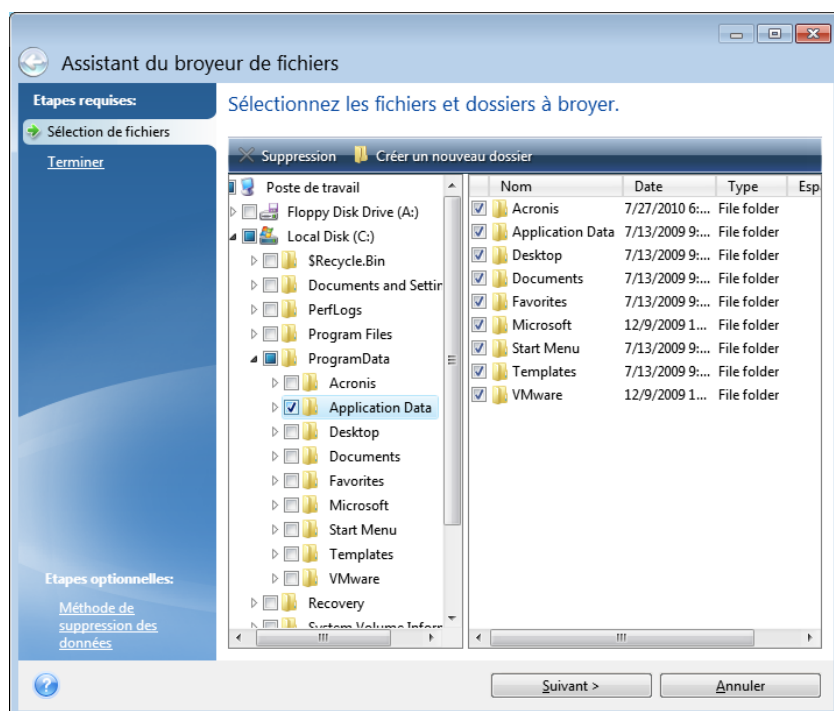 Assistant du broyeur de fichiers
Etapes requises:
Sélection de fichiers
Terminer
Etapes optionnelles:
Méthode de
suppression des
données
Sélectionnez les fichiers et dossiers à broyer.
Suppression Créer un nouveau dossier
Poste de travail
Floppy Disk Drive (A:)
Local Disk (C:)
$Recycle.Bin
Documents and Settin
PerfLogs
Program Files
ProgramData
Acronis
Application Data
Desktop
Documents
Favorites
Microsoft
Start Menu
Templates
VMware
Recovery
System Volume Inforr
Nom Date Type Esp
Acronis 7/27/2010 6:... File folder
Application Data 7/13/2009 9:... File folder
Desktop 7/13/2009 9:... File folder
Documents 7/13/2009 9:... File folder
Favorites 7/13/2009 9:... File folder
Microsoft 12/9/2009 1... File folder
Start Menu 7/13/2009 9:... File folder
Templates 7/13/2009 9:... File folder
VMware 12/9/2009 1... File folder
Suivant > Annuler